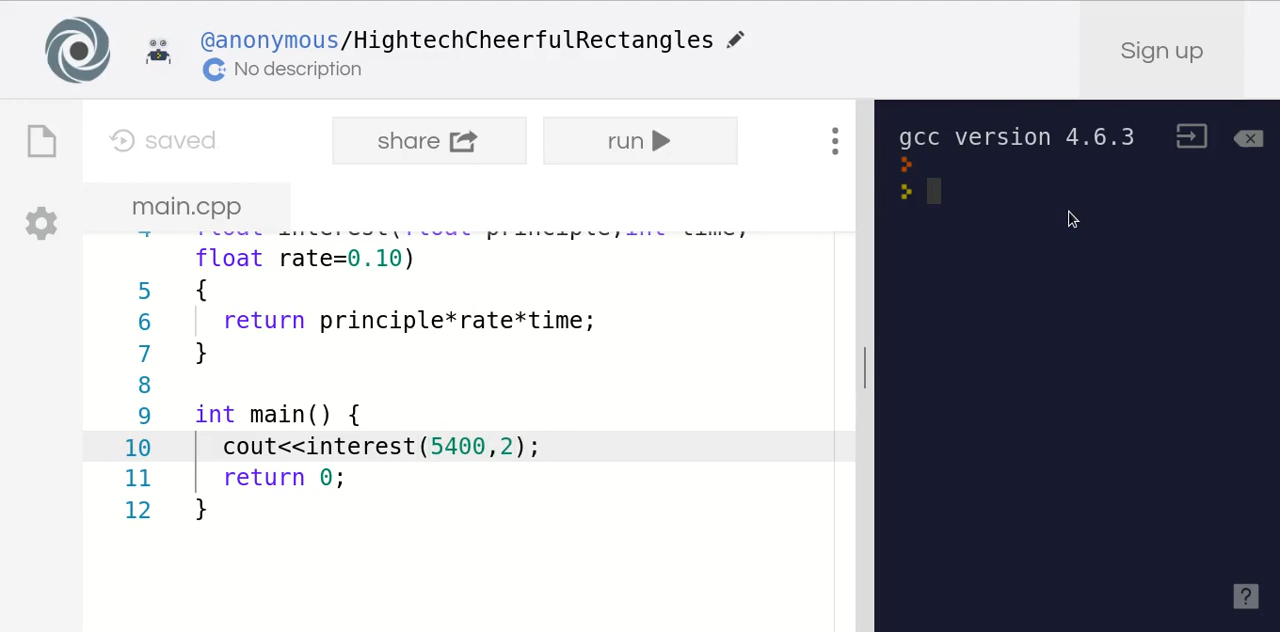 @anonymous/HightechCheerfulRectangles
No description
Sign up
saved
share
run
main.cpp
4 float interest(float principle,int time,
float rate=0.10)
5 {
6 return principle*rate*time;
7 }
8
9 int main() {
10 cout<<interest(5400,2);
11 return 0;
12 }
gcc version 4.6.3
?